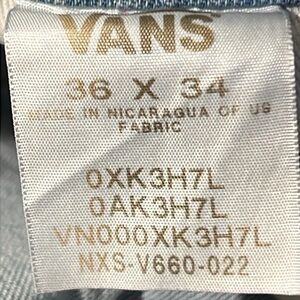 VANS
36 X 34
MADE IN NICARAGUA OF US
FABRIC
0XK3H7L
0AK3H7L
VN000XK3H7L
NXS-V660-022